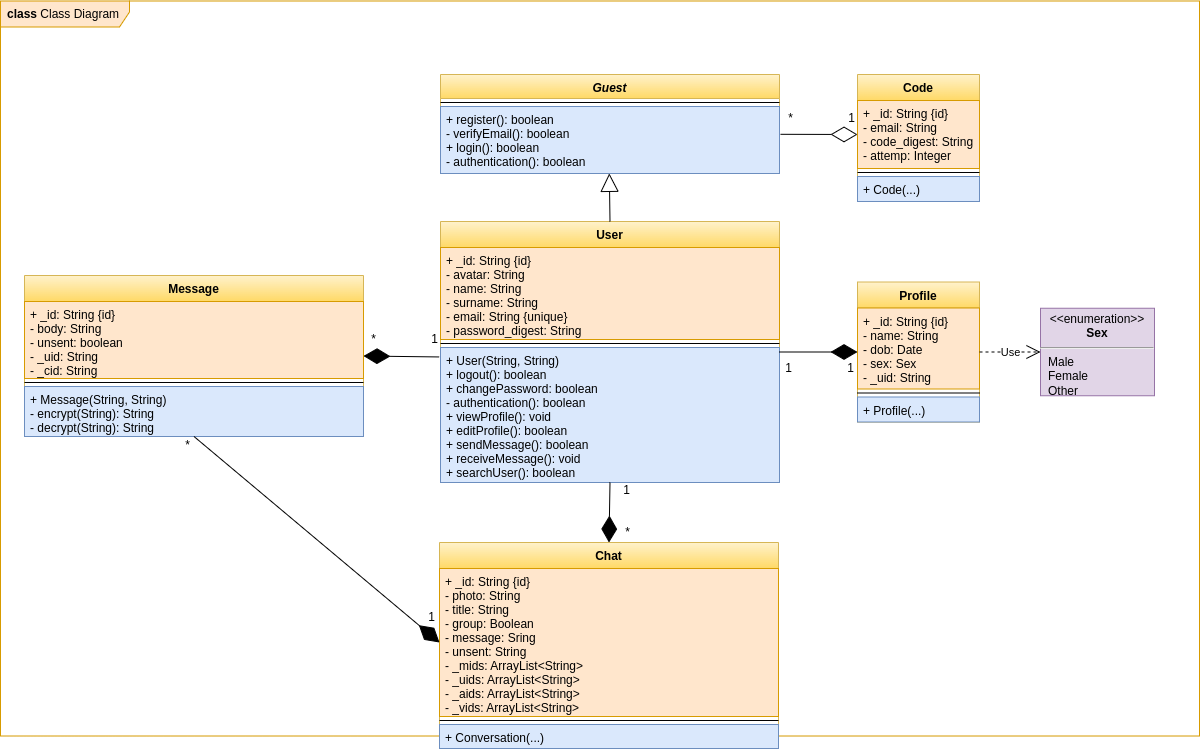 class Class Diagram
Guest
+ register(): boolean
- verifyEmail(): boolean
+ login(): boolean
- authentication(): boolean
*
1
Code
+ _id: String {id}
- email: String
- code_digest: String
- attemp: Integer
+ Code(...)
User
+ _id: String {id}
- avatar: String
- name: String
- surname: String
- email: String {unique}
- password_digest: String
+ User(String, String)
+ logout(): boolean
+ changePassword: boolean
- authentication(): boolean
+ viewProfile(): void
+ editProfile(): boolean
+ sendMessage(): boolean
+ receiveMessage(): void
+ searchUser(): boolean
Message
+ _id: String {id}
- body: String
- unsent: boolean
- _uid: String
- _cid: String
+ Message(String, String)
- encrypt(String): String
- decrypt(String): String
*
1
1
1
Profile
+ _id: String {id}
- name: String
- dob: Date
- sex: Sex
- _uid: String
+ Profile(...)
Use
<<enumeration>>
Sex
Male
Female
Other
*
1
1
*
Chat
+ _id: String {id}
- photo: String
- title: String
- group: Boolean
- message: Sring
- unsent: String
- _mids: ArrayList<String>
- _uids: ArrayList<String>
- _aids: ArrayList<String>
- _vids: ArrayList<String>
+ Conversation(...)